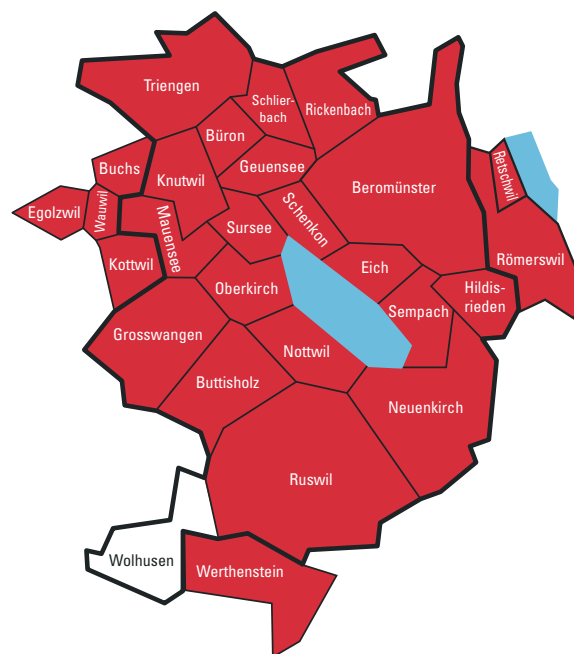 Triengen
Schlier-
bach
Rickenbach
Büron
Buchs
Geuensee
Knutwil
Retschwil
Beromünster
Egolzwil
Wauwil
Mauensee
Sursee
Schenkon
Kottwil
Eich
Römerswil
Oberkirch
Hildis-
rieden
Sempach
Grosswangen
Nottwil
Buttisholz
Neuenkirch
Ruswil
Wolhusen
Werthenstein